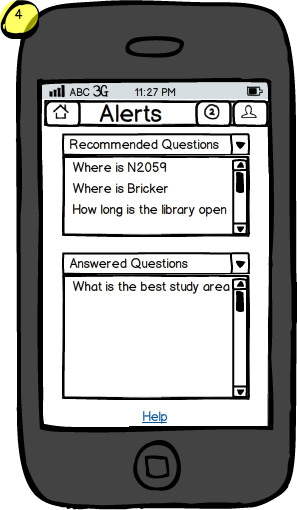 4
ABC 3G 11:27 PM
Alerts 2
Recommended Questions
Where is N2059
Where is Bricker
How long is the library open
Answered Questions
What is the best study area
Help